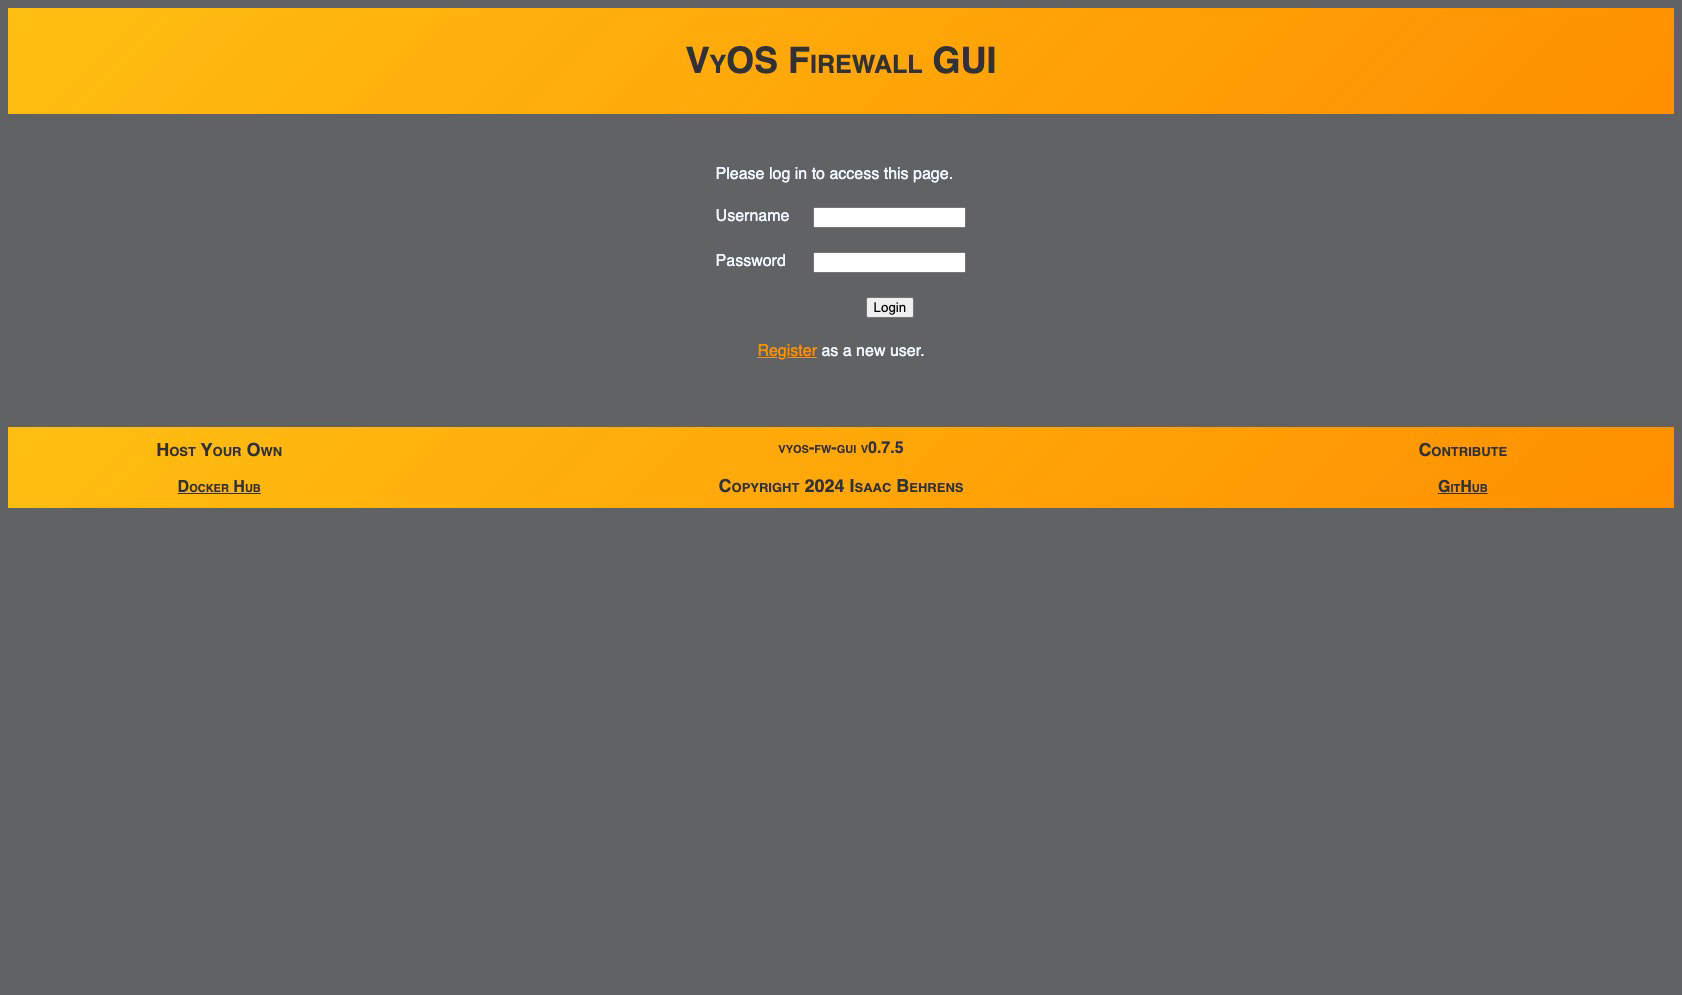 VyOS Firewall GUI
Please log in to access this page.
Username
Password
Login
Register as a new user.
Host Your Own
Docker Hub
vyos-fw-gui v0.7.5
Copyright 2024 Isaac Behrens
Contribute
GitHub